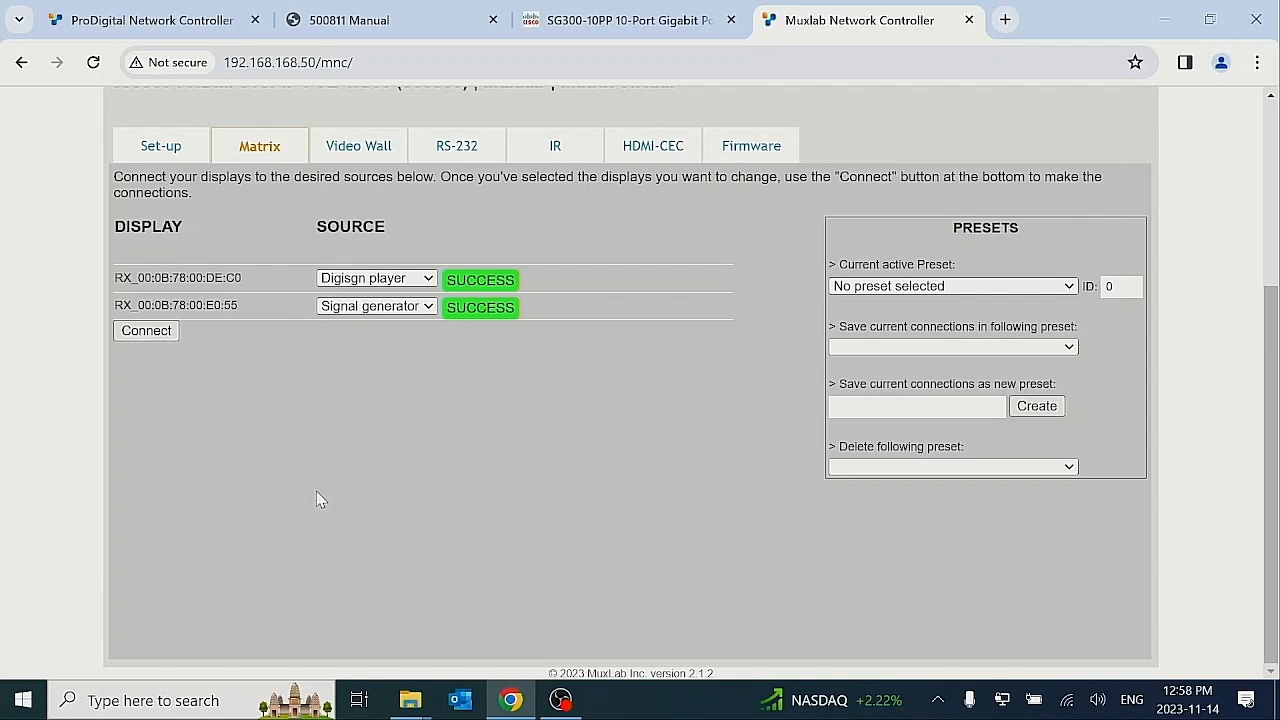 ProDigital Network Controller
500811 Manual
SG300-10PP 10-Port Gigabit Po
Muxlab Network Controller
Not secure
192.168.168.50/mnc/
Set-up
Matrix
Video Wall
RS-232
IR
HDMI-CEC
Firmware
Connect your displays to the desired sources below. Once you've selected the displays you want to change, use the "Connect" button at the bottom to make the
connections.
DISPLAY
SOURCE
RX_00:0B:78:00:DE:C0
Digisgn player
SUCCESS
RX_00:0B:78:00:E0:55
Signal generator
SUCCESS
Connect
PRESETS
> Current active Preset:
No preset selected
ID: 0
> Save current connections in following preset:
> Save current connections as new preset:
Create
> Delete following preset:
© 2023 MuxLab Inc. version 2.1.2
Type here to search
NASDAQ +2.22%
ENG
12:58 PM
2023-11-14